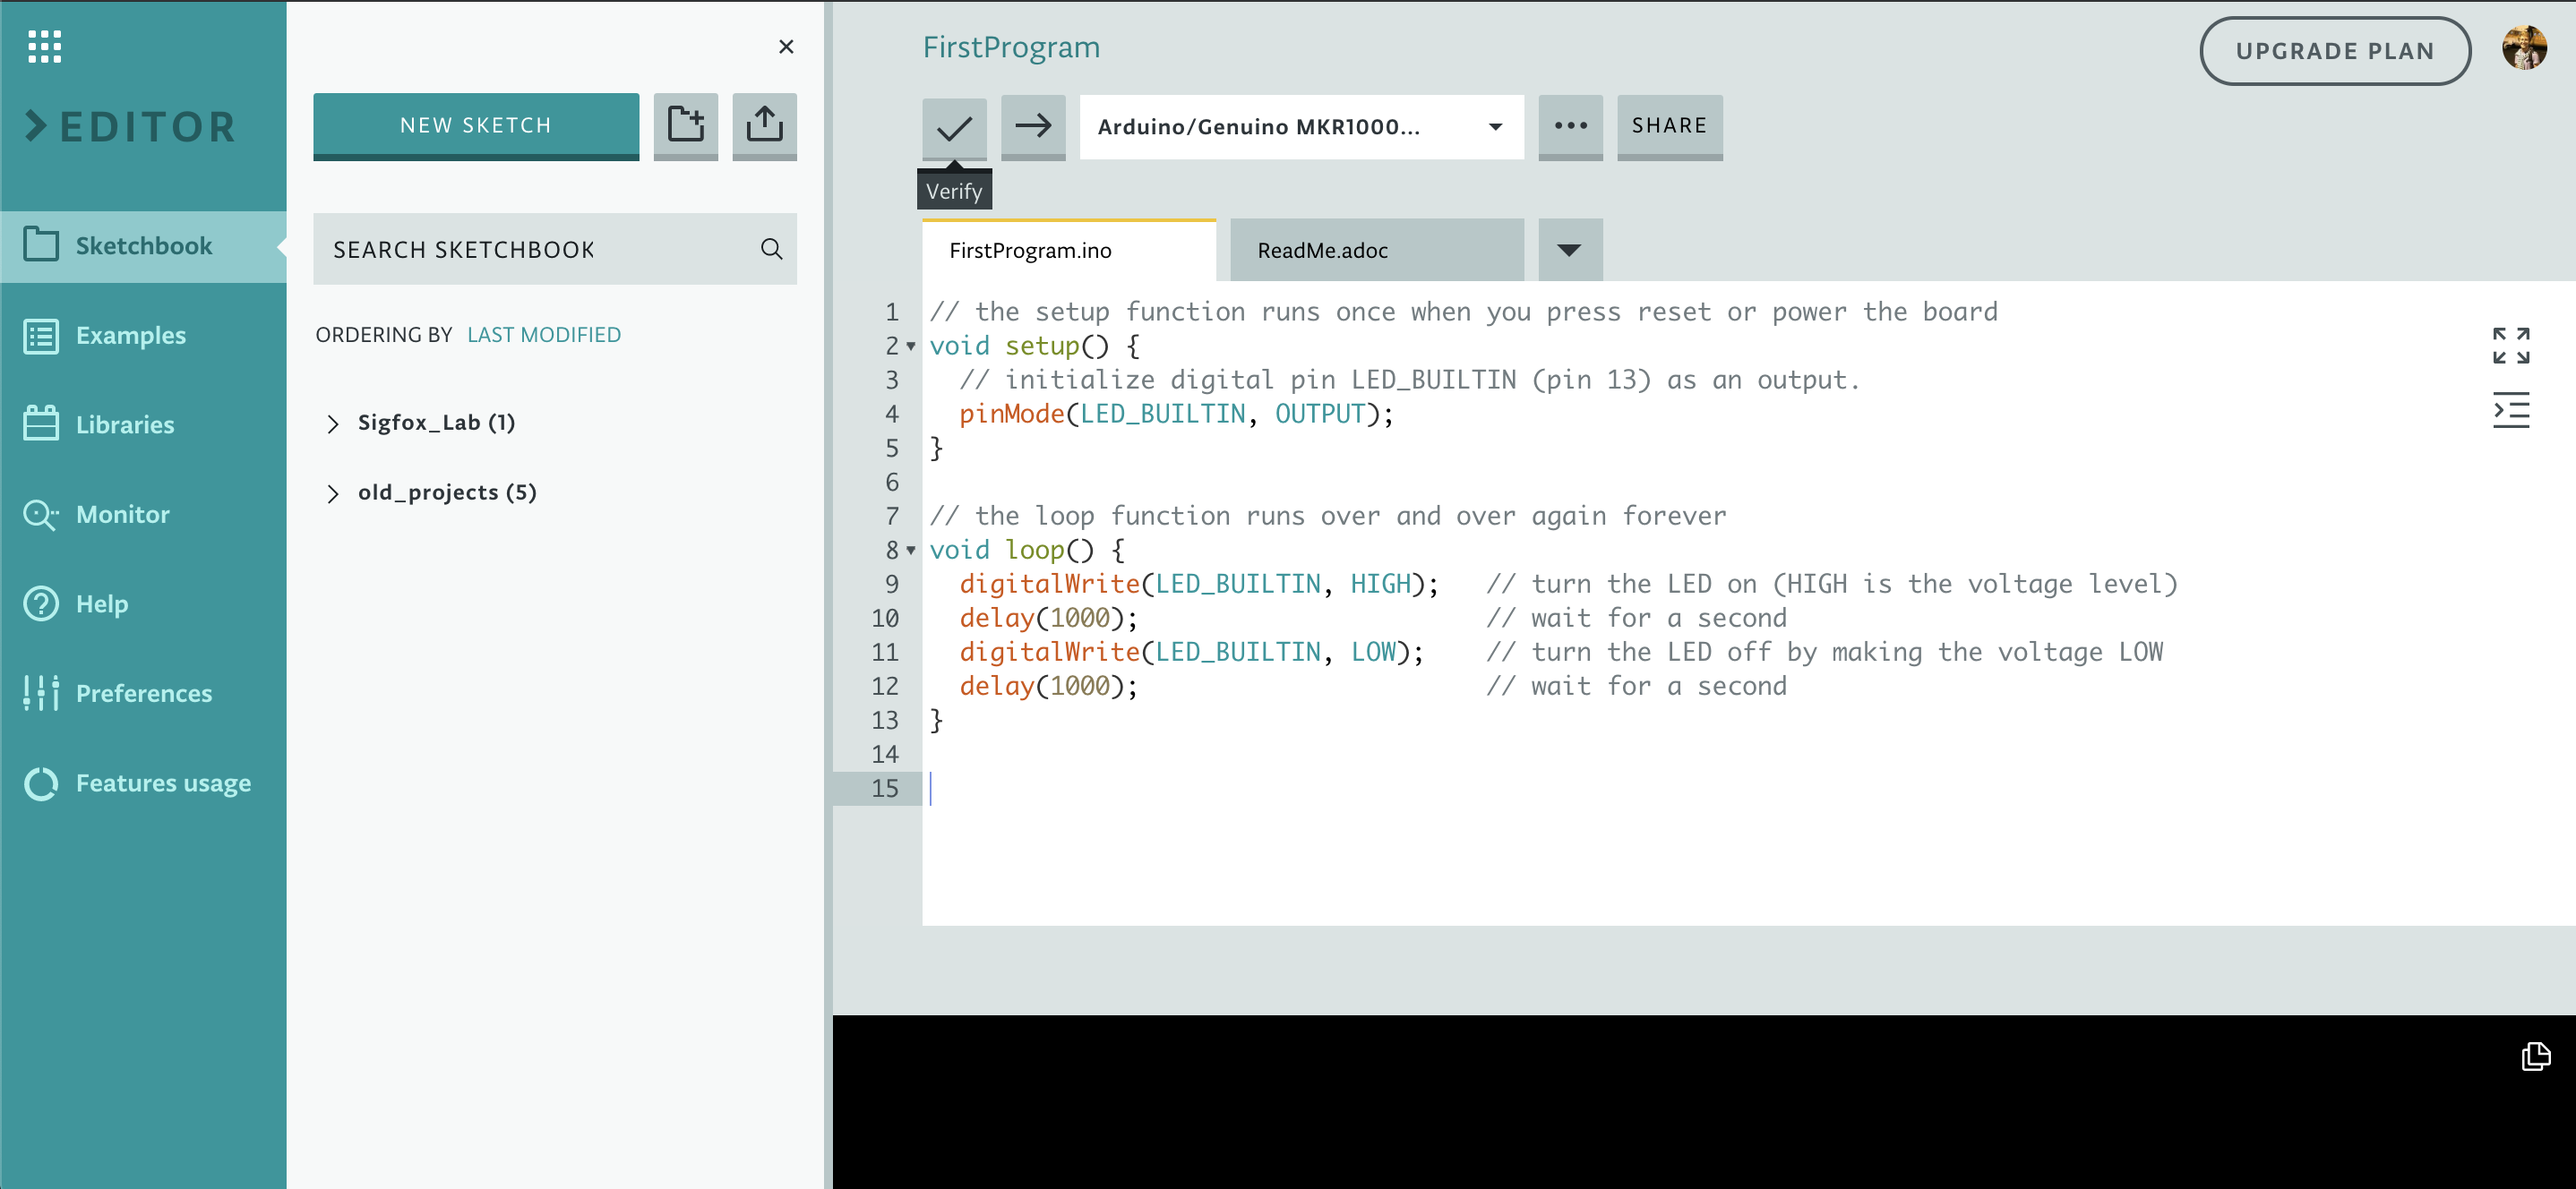 EDITOR
Sketchbook
Examples
Libraries
Monitor
Help
Preferences
Features usage
NEW SKETCH
SEARCH SKETCHBOOK
ORDERING BY LAST MODIFIED
Sigfox_Lab (1)
old_projects (5)
FirstProgram
UPGRADE PLAN
Arduino/Genuino MKR1000...
SHARE
Verify
FirstProgram.ino
ReadMe.adoc
1 // the setup function runs once when you press reset or power the board
2 void setup() {
3   // initialize digital pin LED_BUILTIN (pin 13) as an output.
4   pinMode(LED_BUILTIN, OUTPUT);
5 }
6
7 // the loop function runs over and over again forever
8 void loop() {
9   digitalWrite(LED_BUILTIN, HIGH);   // turn the LED on (HIGH is the voltage level)
10   delay(1000);                       // wait for a second
11   digitalWrite(LED_BUILTIN, LOW);    // turn the LED off by making the voltage LOW
12   delay(1000);                       // wait for a second
13 }
14
15